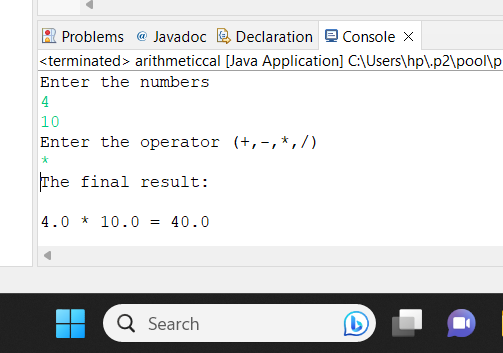 Problems @ Javadoc Declaration Console
<terminated> arithmeticcal [Java Application] C:\Users\hp\.p2\pool\p
Enter the numbers
4
10
Enter the operator (+,-,*,/)
*
The final result:
4.0 * 10.0 = 40.0
Search